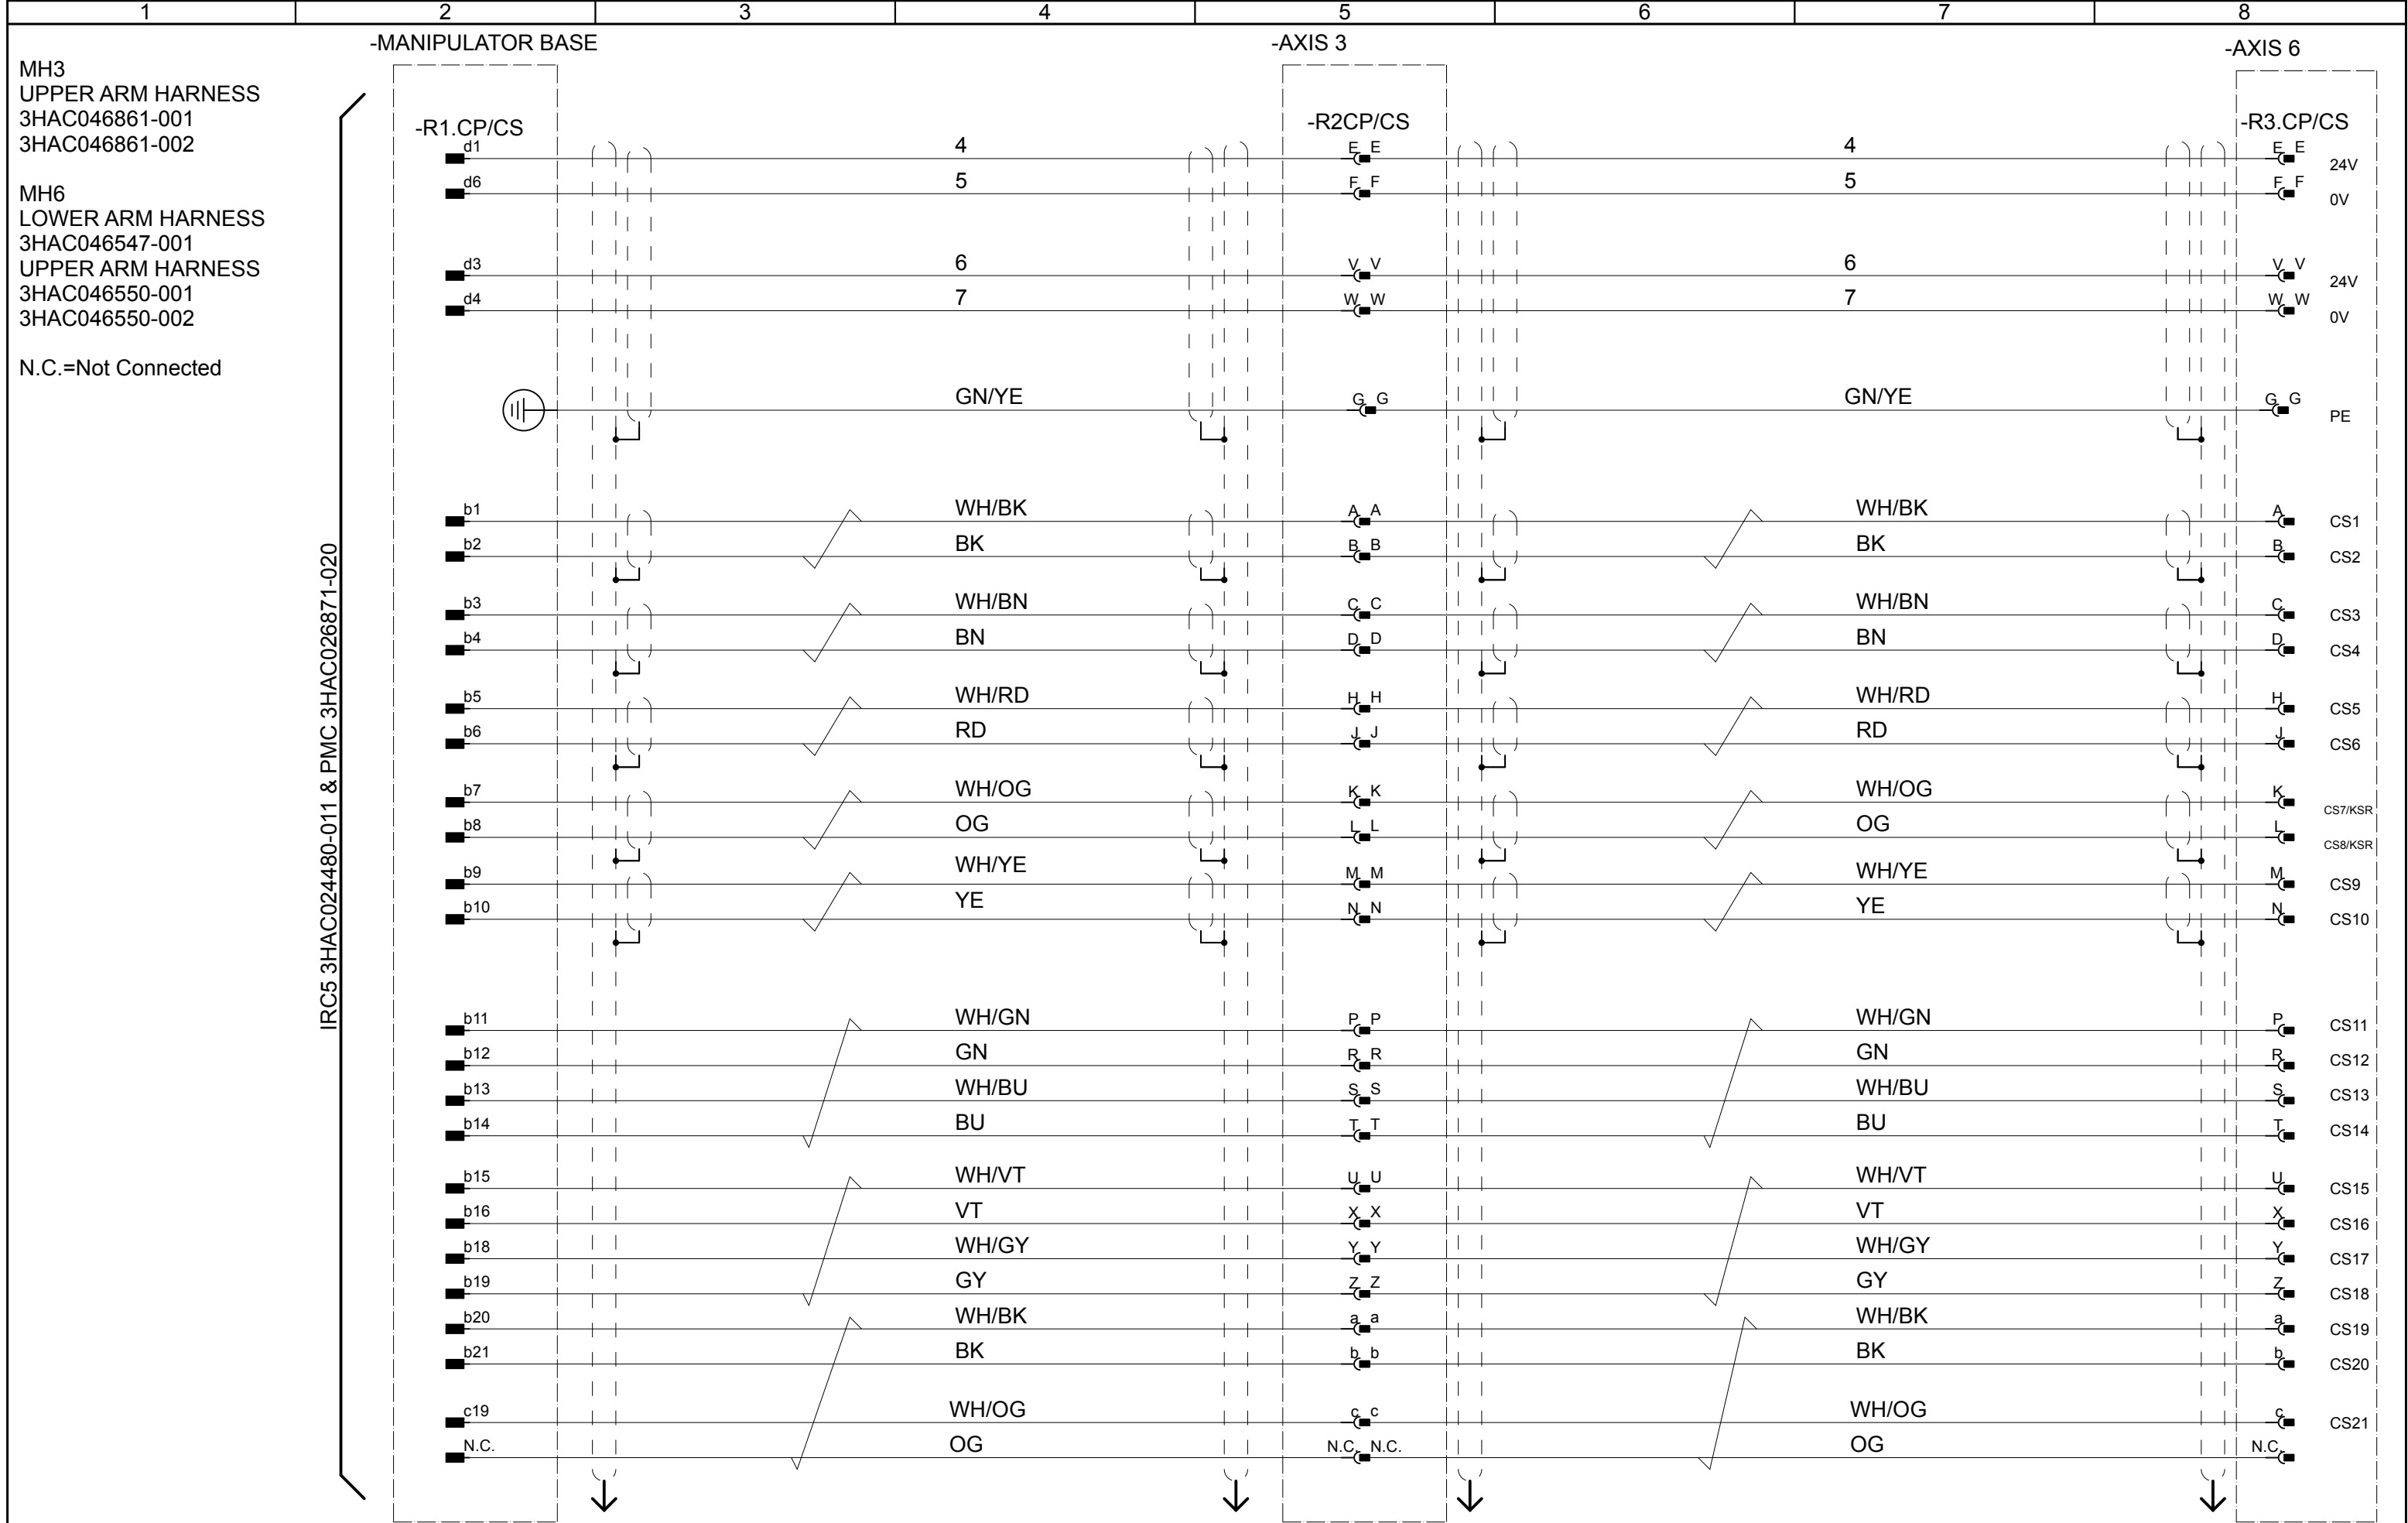 1 2 3 4 5 6 7 8
-MANIPULATOR BASE -AXIS 3 -AXIS 6
MH3
UPPER ARM HARNESS
3HAC046861-001
3HAC046861-002
MH6
LOWER ARM HARNESS
3HAC046547-001
UPPER ARM HARNESS
3HAC046550-001
3HAC046550-002
N.C.=Not Connected
IRC5 3HAC024480-011 & PMC 3HAC026871-020
-R1.CP/CS -R2CP/CS -R3.CP/CS
d1 4 E E 4 E E 24V
d6 5 F F 5 F F 0V
d3 6 V V 6 V V 24V
d4 7 W W 7 W W 0V
GN/YE G G GN/YE G G PE
b1 WH/BK A A WH/BK A CS1
b2 BK B B BK B CS2
b3 WH/BN C C WH/BN C CS3
b4 BN D D BN D CS4
b5 WH/RD H H WH/RD H CS5
b6 RD J J RD J CS6
b7 WH/OG K K WH/OG K CS7/KSR
b8 OG L L OG L CS8/KSR
b9 WH/YE M M WH/YE M CS9
b10 YE N N YE N CS10
b11 WH/GN P P WH/GN P CS11
b12 GN R R GN R CS12
b13 WH/BU S S WH/BU S CS13
b14 BU T T BU T CS14
b15 WH/VT U U WH/VT U CS15
b16 VT X X VT X CS16
b18 WH/GY Y Y WH/GY Y CS17
b19 GY Z Z GY Z CS18
b20 WH/BK a a WH/BK a CS19
b21 BK b b BK b CS20
c19 WH/OG c c WH/OG c CS21
N.C. OG N.C. N.C. OG N.C.